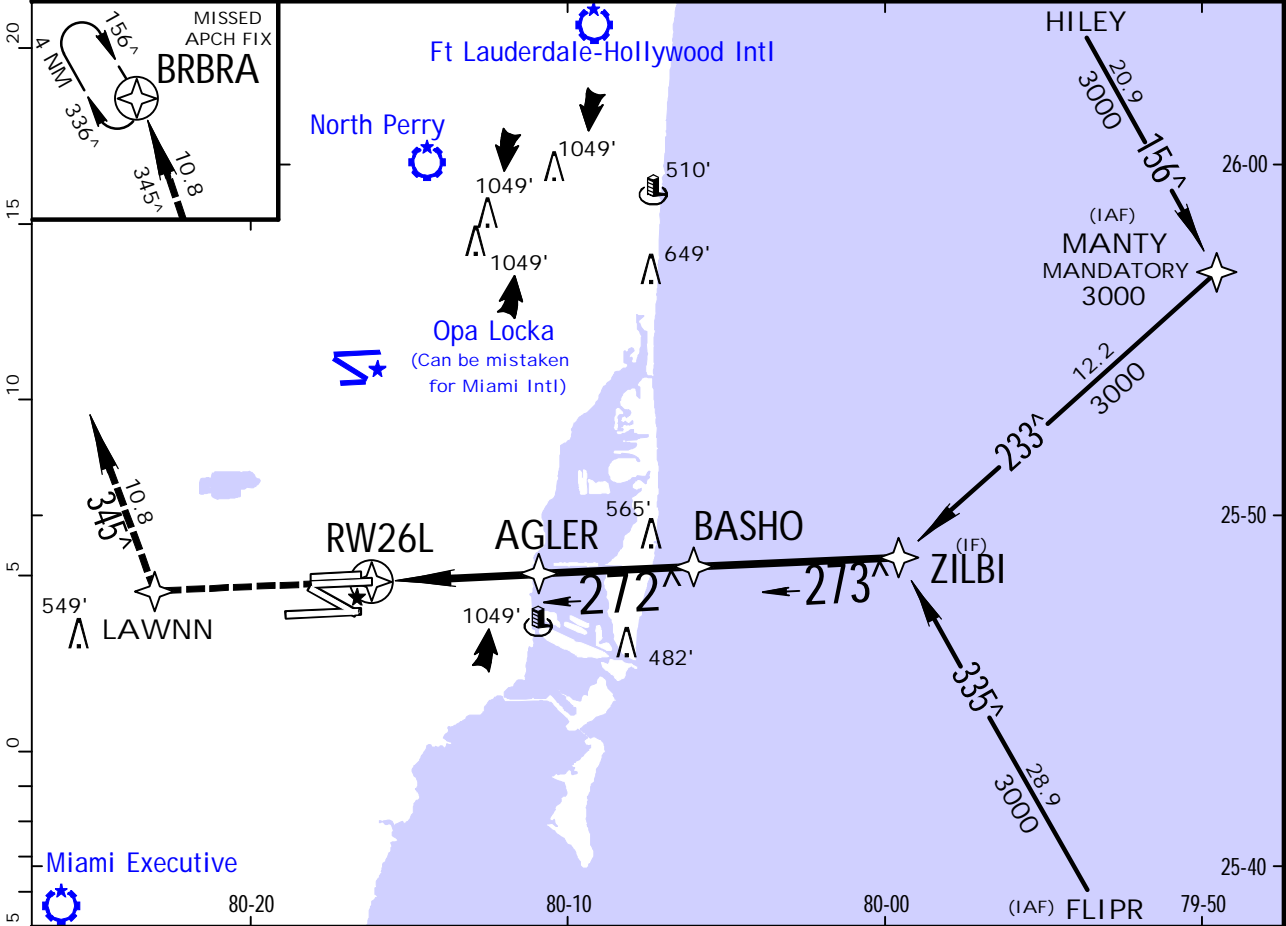 MISSED
APCH FIX
BRBRA
156^
4 NM
336^
10.8
345^
Ft Lauderdale-Hollywood Intl
HILEY
20.9
3000
156^
North Perry
1049'
510'
1049'
649'
1049'
26-00
(IAF)
MANTY
MANDATORY
3000
Opa Locka
(Can be mistaken
for Miami Intl)
12.2
3000
233^
10.8
345^
RW26L
AGLER
565'
BASHO
25-50
(IF)
ZILBI
272^
273^
549'
LAWNN
1049'
482'
335^
28.9
3000
Miami Executive
25-40
(IAF) FLIPR
80-20
80-10
80-00
79-50
20
15
10
5
0
5